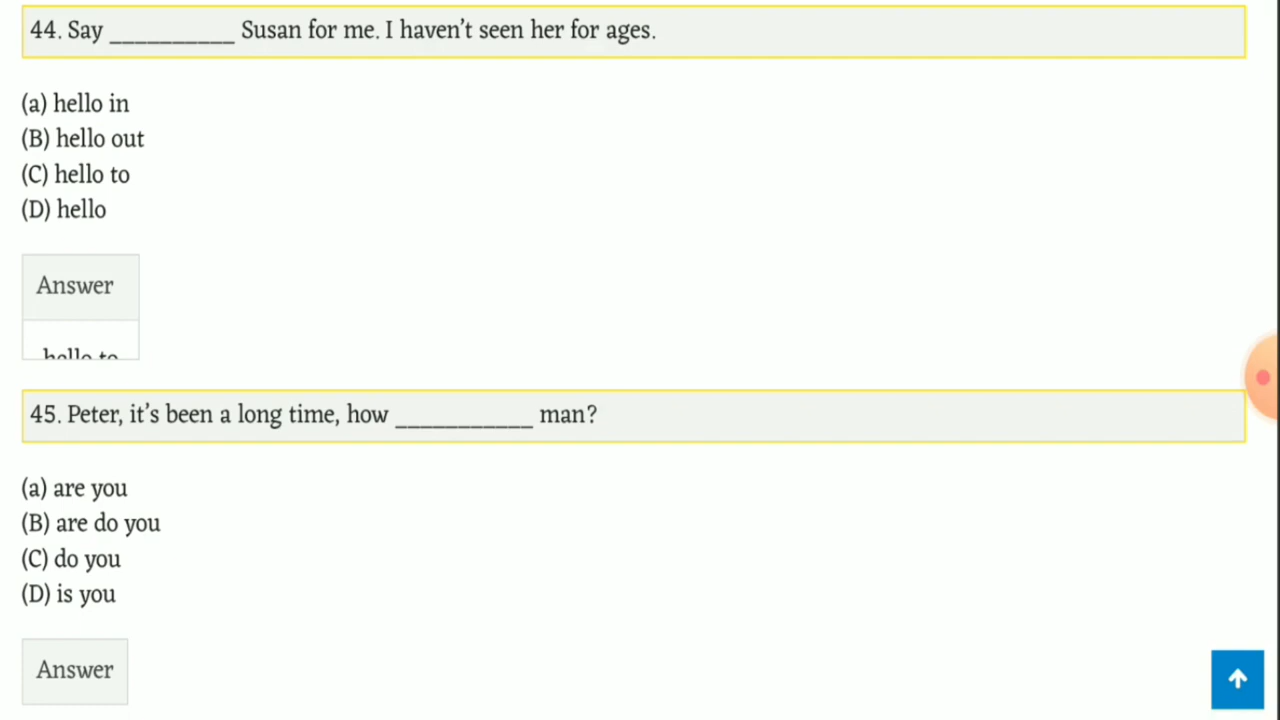 44. Say __________ Susan for me. I haven’t seen her for ages.
(a) hello in
(B) hello out
(C) hello to
(D) hello
Answer
hello to
45. Peter, it’s been a long time, how ___________ man?
(a) are you
(B) are do you
(C) do you
(D) is you
Answer